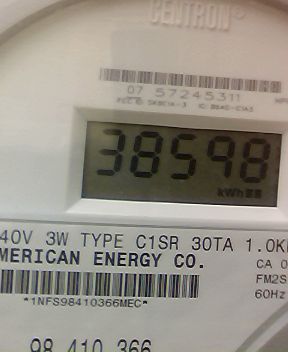 CENTRON®
07 57245311
38598
kWh
40V 3W TYPE C1SR 30TA 1.0K
MERICAN ENERGY CO.
CA 0
FM2S
60Hz
*1NFS98410366MEC*
98 410 366